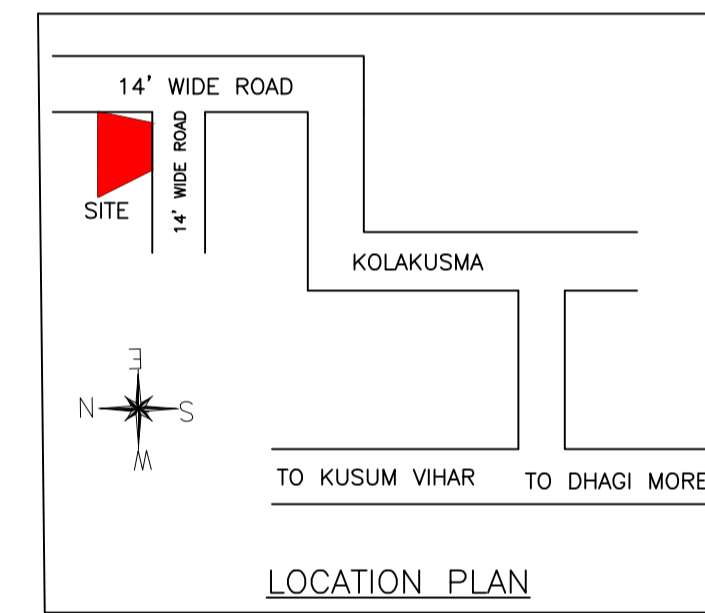 14' WIDE ROAD
14' WIDE ROAD
SITE
KOLAKUSMA
E
N S
W
TO KUSUM VIHAR TO DHAGI MORE
LOCATION PLAN